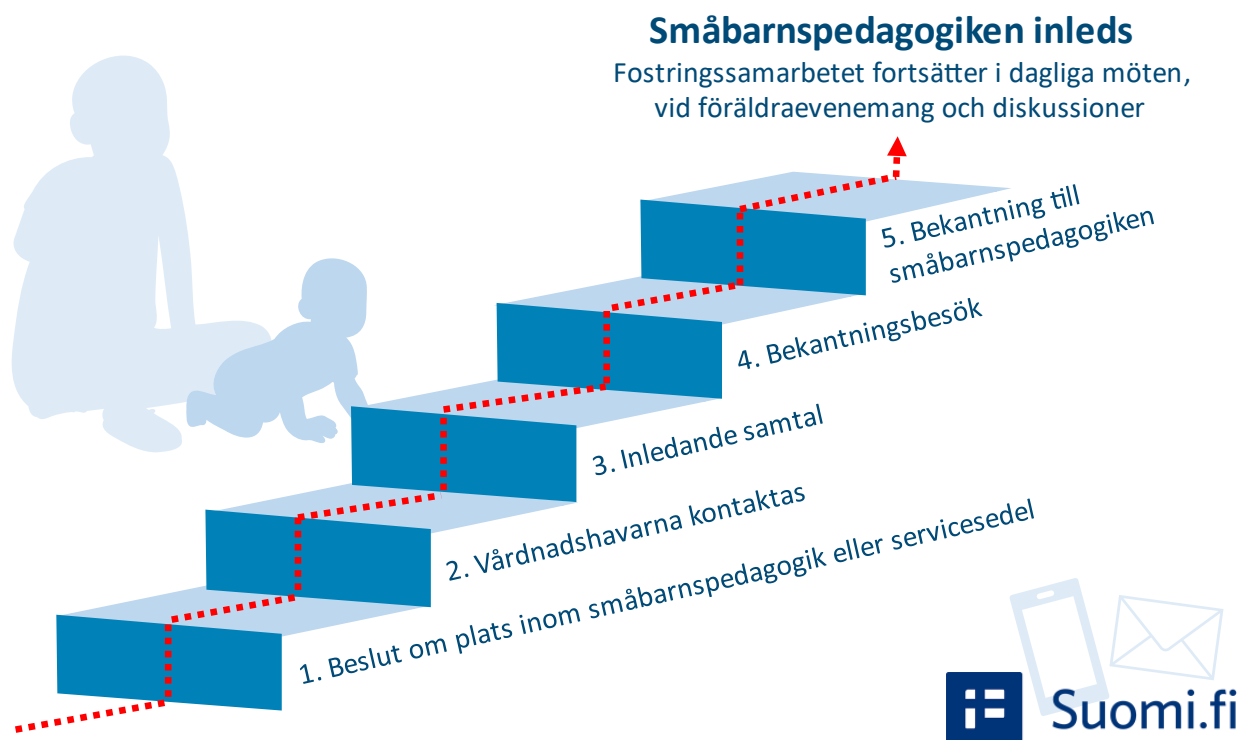 Småbarnspedagogiken inleds
Fostringssamarbetet fortsätter i dagliga möten,
vid föräldraevenemang och diskussioner
5. Bekantning till
småbarnspedagogiken
4. Bekantningsbesök
3. Inledande samtal
2. Vårdnadshavarna kontaktas
1. Beslut om plats inom småbarnspedagogik eller servicesedel
Suomi.fi